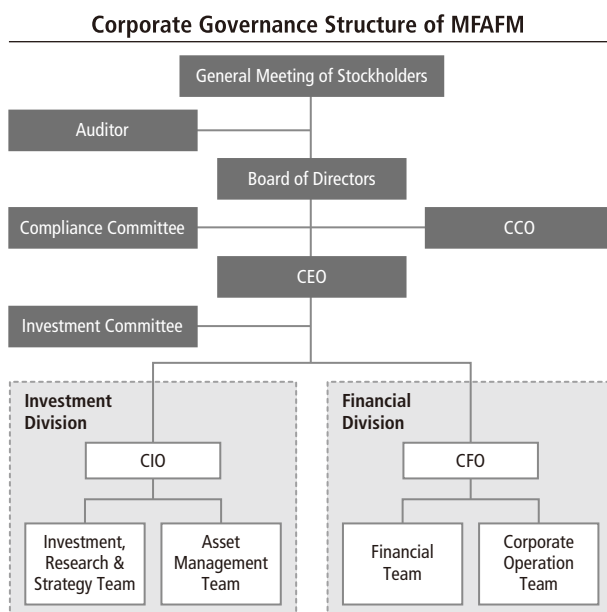 Corporate Governance Structure of MFAFM
General Meeting of Stockholders
Auditor
Board of Directors
Compliance Committee
CCO
CEO
Investment Committee
Investment
Division
CIO
Investment,
Research &
Strategy Team
Asset
Management
Team
Financial
Division
CFO
Financial
Team
Corporate
Operation
Team